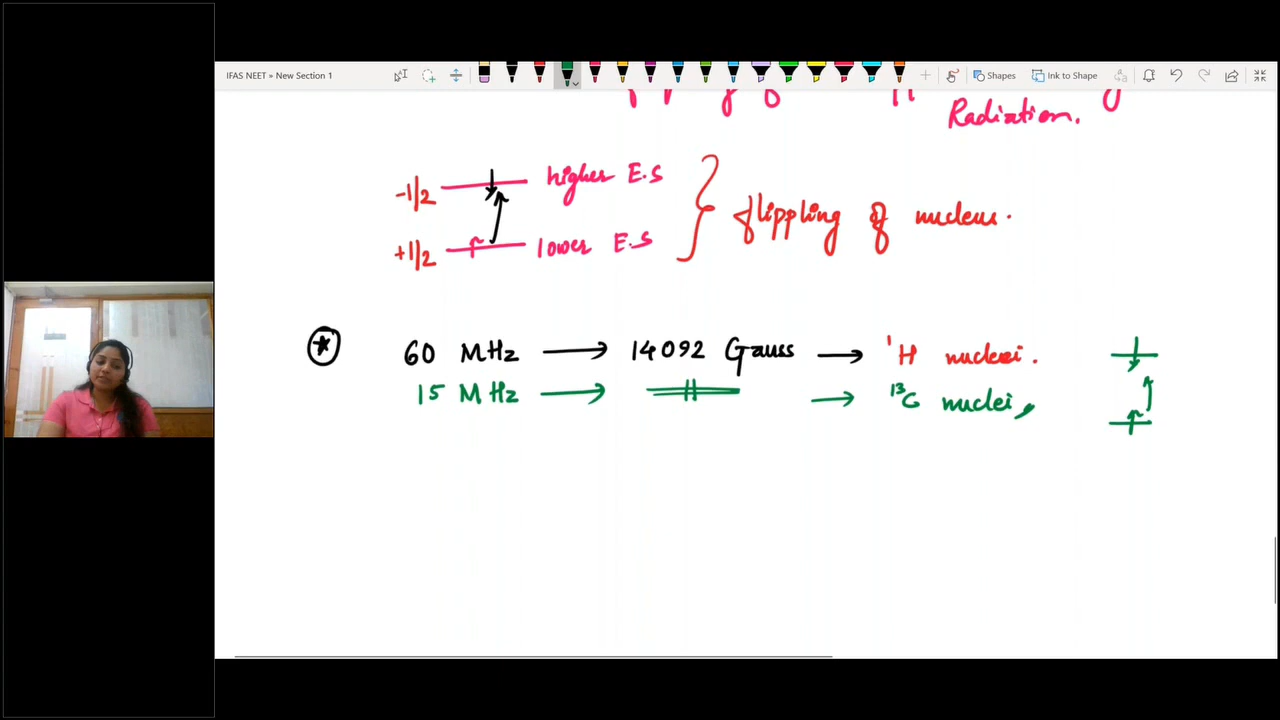 IFAS NEET » New Section 1
Shapes
Ink to Shape
Radiation.
-1/2 higher E.S
flippling of nucleus.
+1/2 lower E.S
60 MHz → 14092 Gauss → ¹H nuclei.
15 MHz → → ¹³C nuclei,